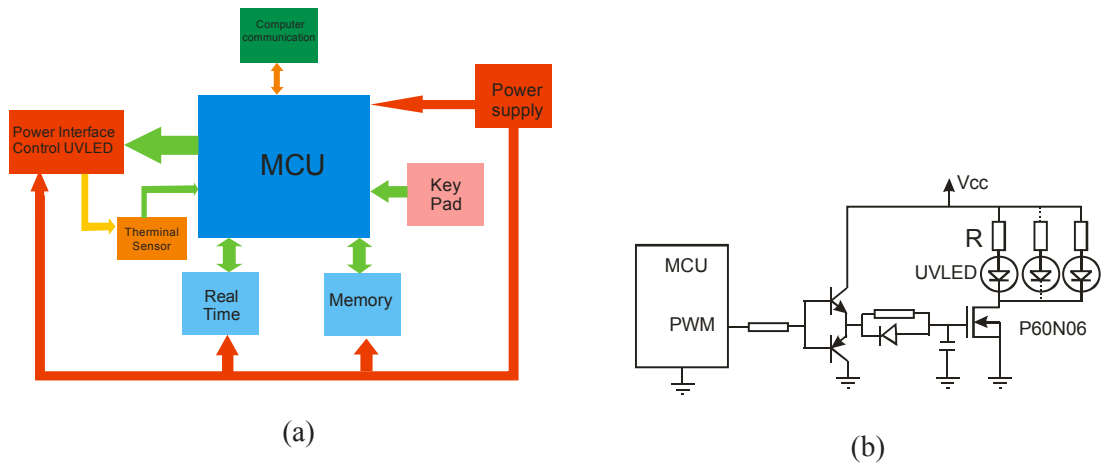 Computer
communication
Power
supply
Power Interface
Control UVLED
MCU
Key
Pad
Therminal
Sensor
Real
Time
Memory
(a)
Vcc
R
MCU
UVLED
PWM
P60N06
(b)